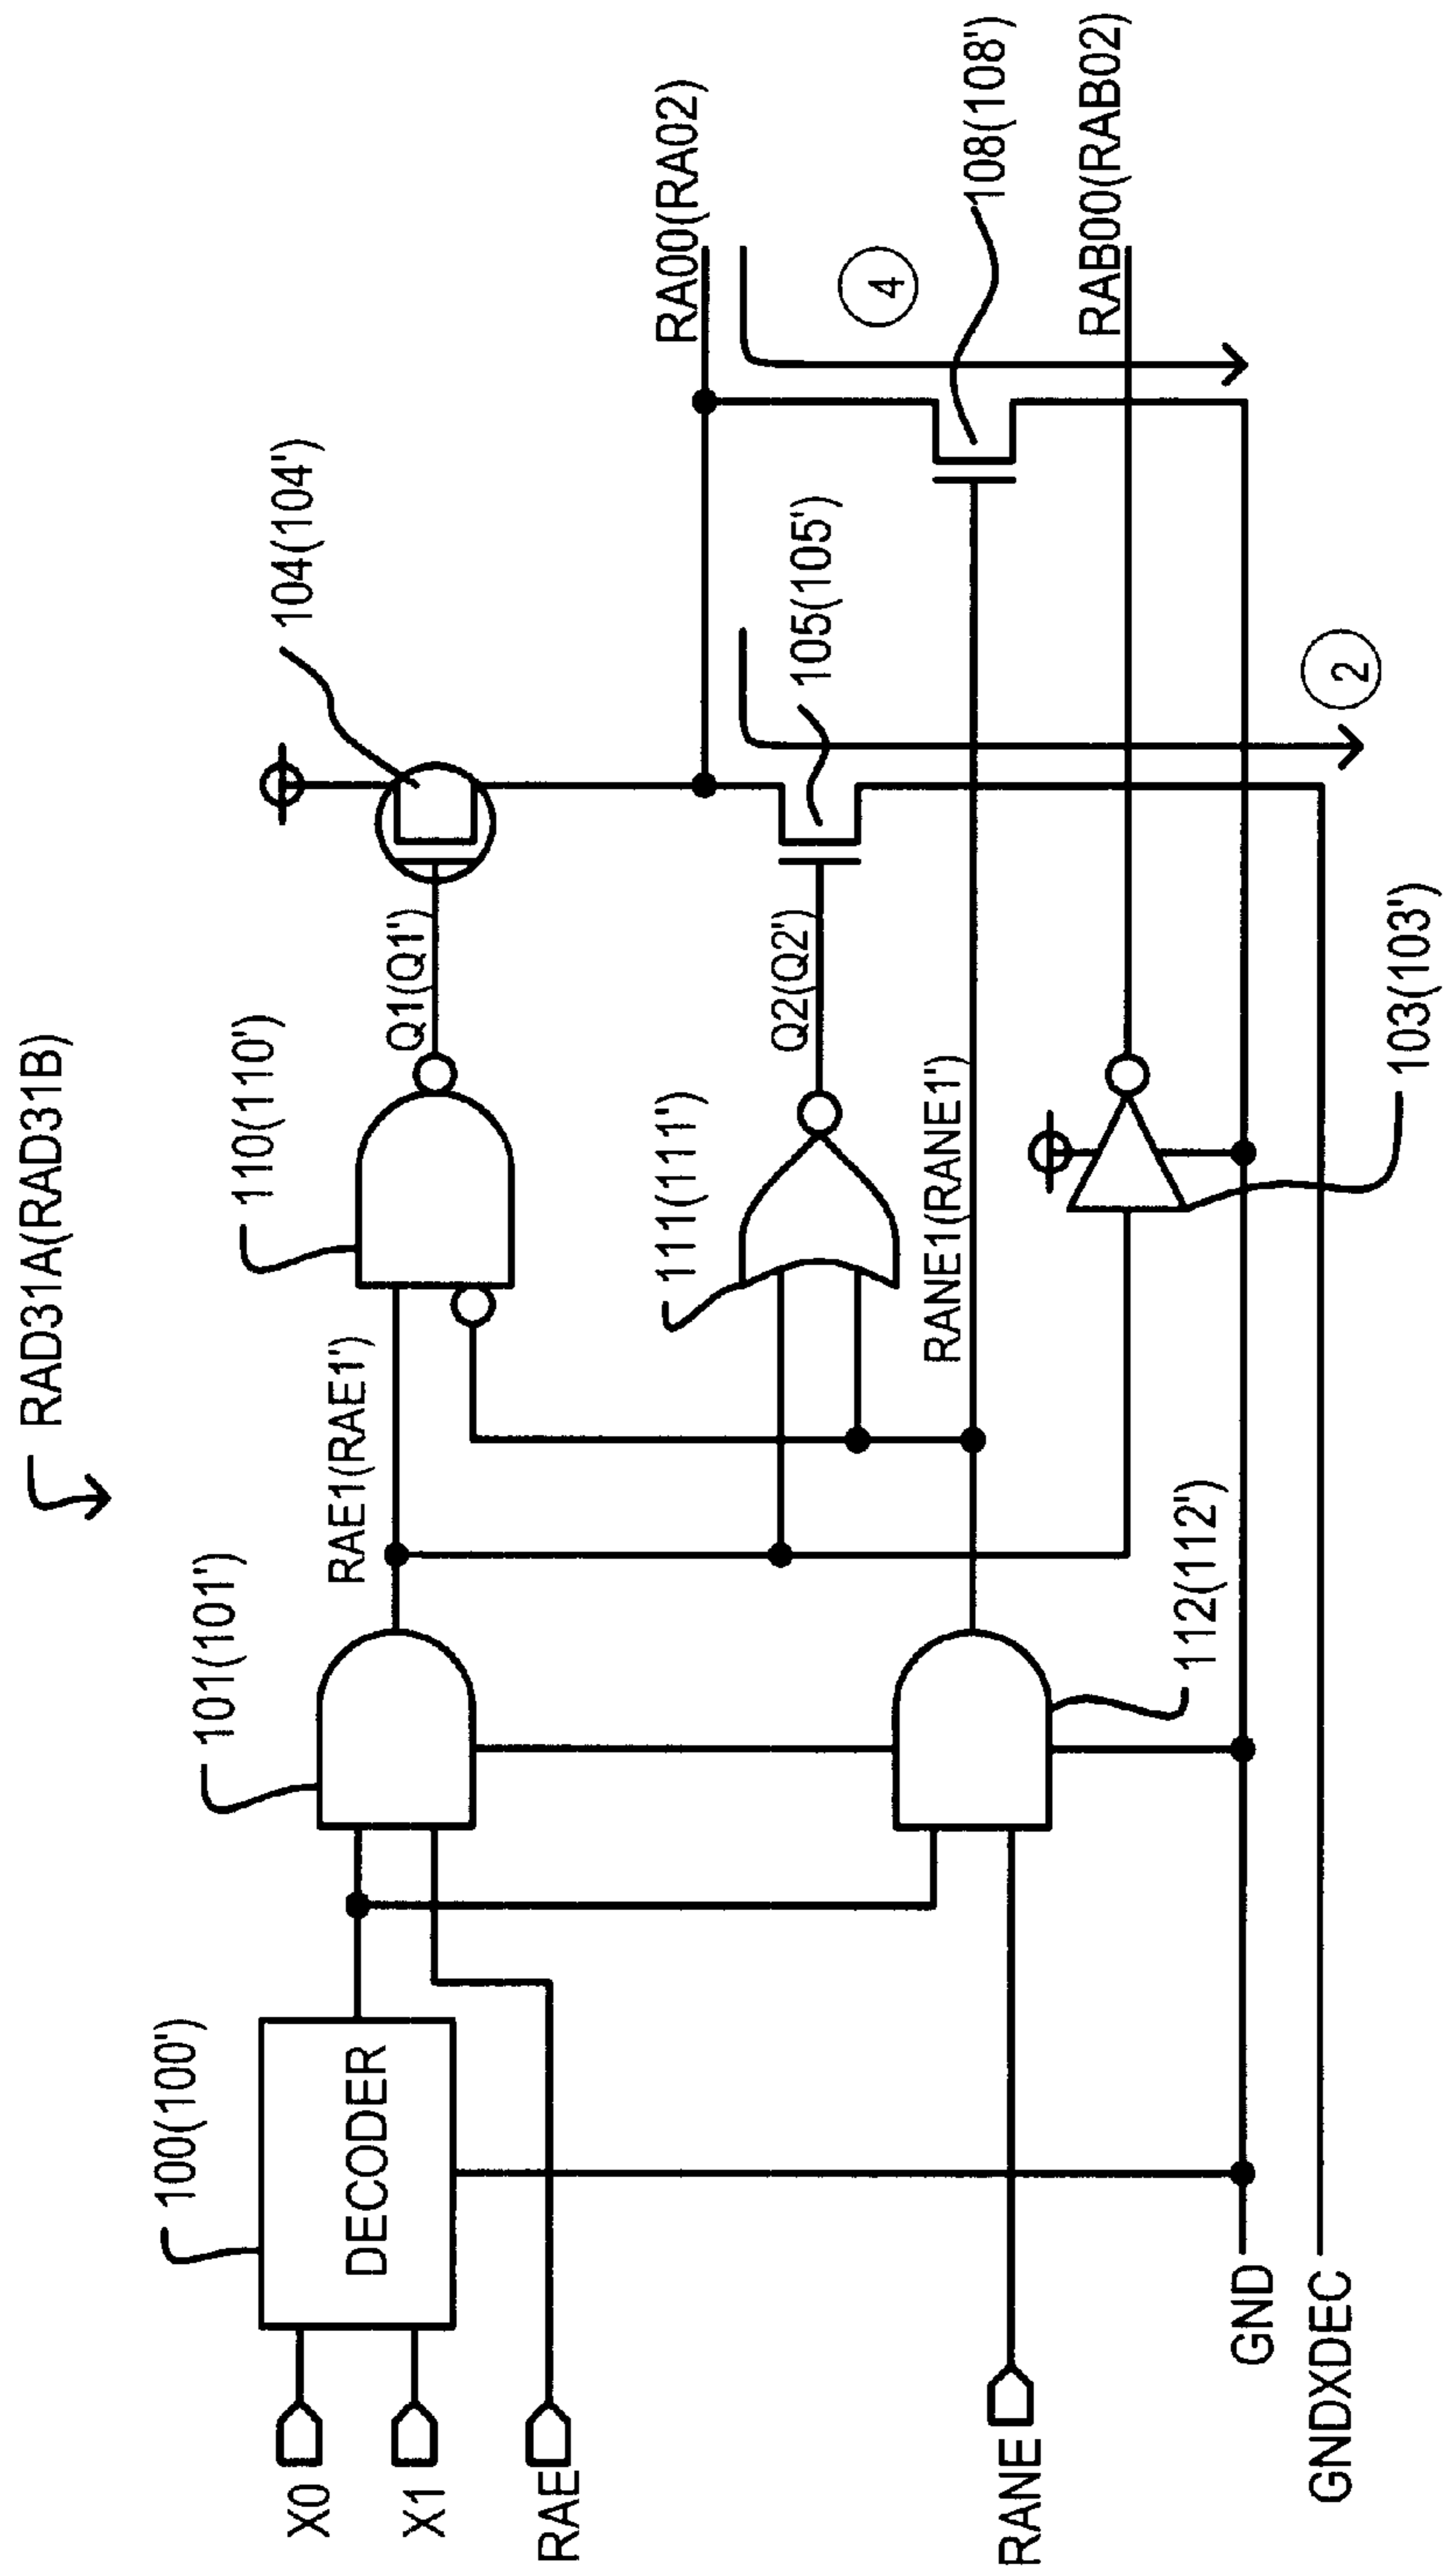 RAD31A(RAD31B)
100(100')
101(101')
110(110')
104(104')
X0
X1
DECODER
RAE1(RAE1')
Q1(Q1')
RAE
111(111')
Q2(Q2')
105(105')
RA00(RA02)
RANE
RANE1(RANE1')
4
108(108')
112(112')
RAB00(RAB02)
GND
103(103')
2
GNDXDEC